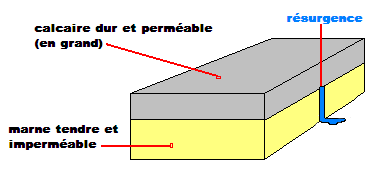 résurgence
calcaire dur et perméable
(en grand)
marne tendre et
imperméable